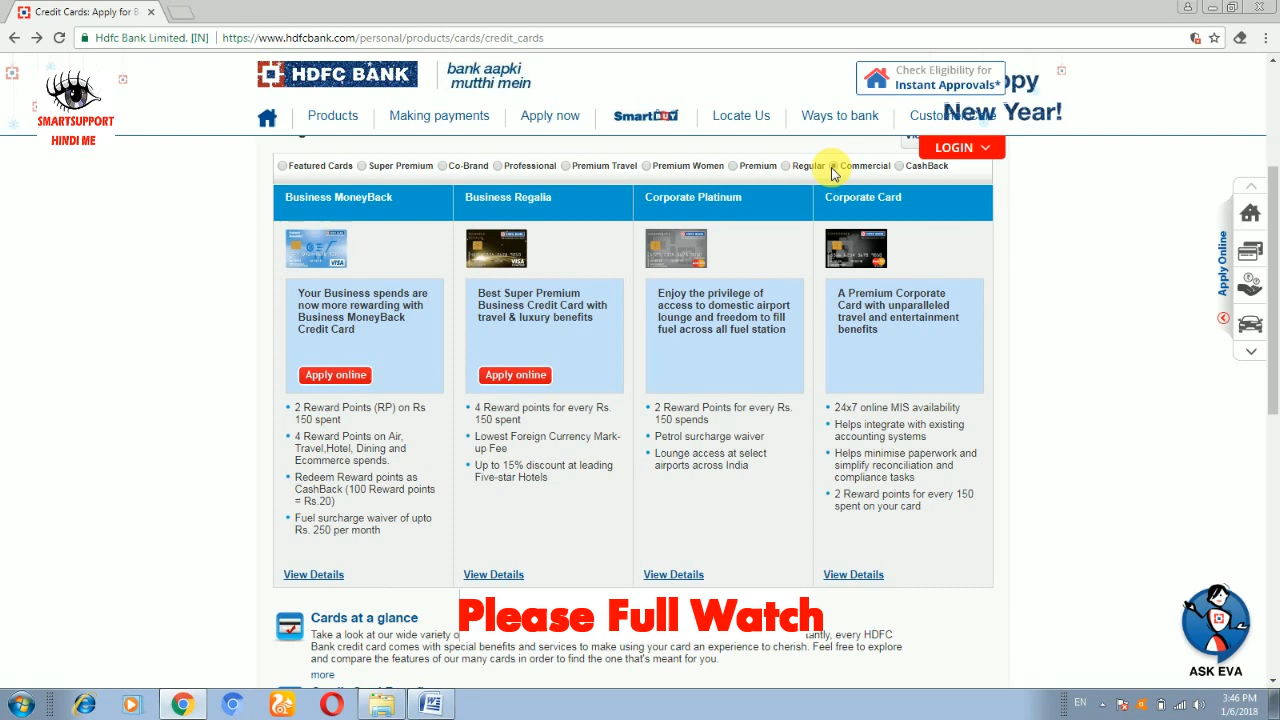 Credit Cards: Apply for B
Hdfc Bank Limited. [IN]
https://www.hdfcbank.com/personal/products/cards/credit_cards
SMARTSUPPORT
HINDI ME
HDFC BANK
bank aapki
mutthi mein
Check Eligibility for
Instant Approvals*
ppy
New Year!
Products
Making payments
Apply now
SmartBUY
Locate Us
Ways to bank
Customer Care
LOGIN
Featured Cards
Super Premium
Co-Brand
Professional
Premium Travel
Premium Women
Premium
Regular
Commercial
CashBack
Business MoneyBack
Business Regalia
Corporate Platinum
Corporate Card
Your Business spends are
now more rewarding with
Business MoneyBack
Credit Card
Apply online
2 Reward Points (RP) on Rs
150 spent
4 Reward Points on Air,
Travel,Hotel, Dining and
Ecommerce spends.
Redeem Reward points as
CashBack (100 Reward points
= Rs.20)
Fuel surcharge waiver of upto
Rs. 250 per month
View Details
Best Super Premium
Business Credit Card with
travel & luxury benefits
Apply online
4 Reward points for every Rs.
150 spent
Lowest Foreign Currency Mark-
up Fee
Up to 15% discount at leading
Five-star Hotels
View Details
Enjoy the privilege of
access to domestic airport
lounge and freedom to fill
fuel across all fuel station
2 Reward Points for every Rs.
150 spends
Petrol surcharge waiver
Lounge access at select
airports across India
View Details
A Premium Corporate
Card with unparalleled
travel and entertainment
benefits
24x7 online MIS availability
Helps integrate with existing
accounting systems
Helps minimise paperwork and
simplify reconciliation and
compliance tasks
2 Reward points for every 150
spent on your card
View Details
Apply Online
Please Full Watch
Cards at a glance
Take a look at our wide variety o
tantly, every HDFC
Bank credit card comes with special benefits and services to make using your card an experience to cherish. Feel free to explore
and compare the features of our many cards in order to find the one that's meant for you.
more
ASK EVA
EN
3:46 PM
1/6/2018